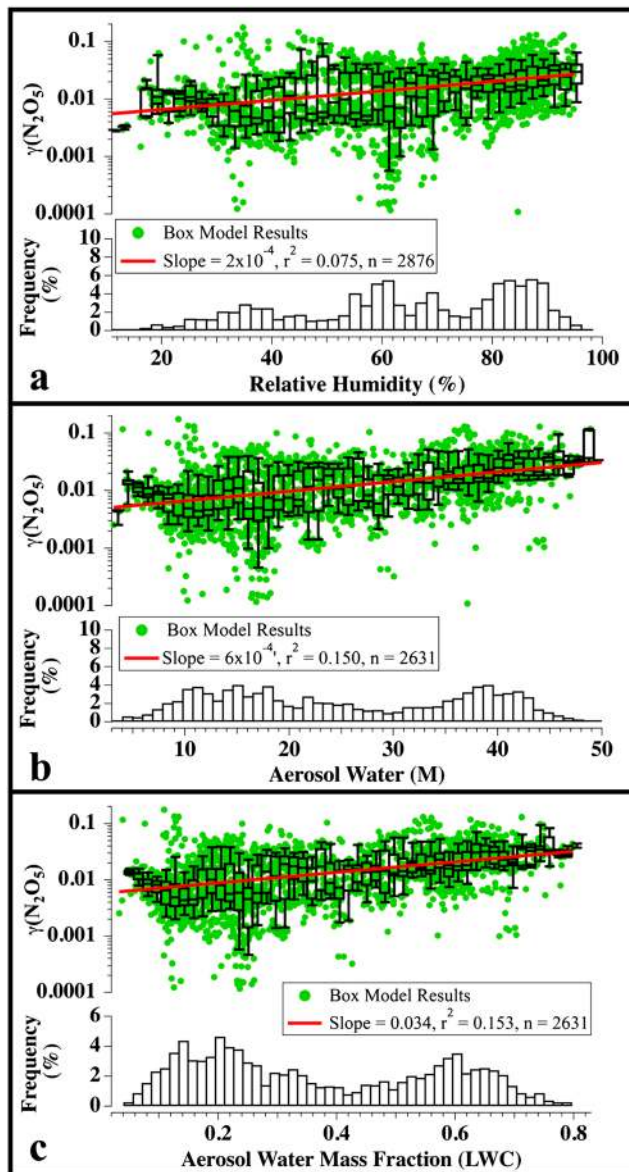 0.1
0.01
0.001
0.0001
γ(N₂O₅)
Box Model Results
Slope = 2x10⁻⁴, r² = 0.075, n = 2876
10
8
6
4
2
0
Frequency
(%)
20 40 60 80 100
Relative Humidity (%)
a
0.1
0.01
0.001
0.0001
γ(N₂O₅)
Box Model Results
Slope = 6x10⁻⁴, r² = 0.150, n = 2631
10
8
6
4
2
0
Frequency
(%)
10 20 30 40 50
Aerosol Water (M)
b
0.1
0.01
0.001
0.0001
γ(N₂O₅)
Box Model Results
Slope = 0.034, r² = 0.153, n = 2631
6
4
2
0
Frequency
(%)
0.2 0.4 0.6 0.8
Aerosol Water Mass Fraction (LWC)
c